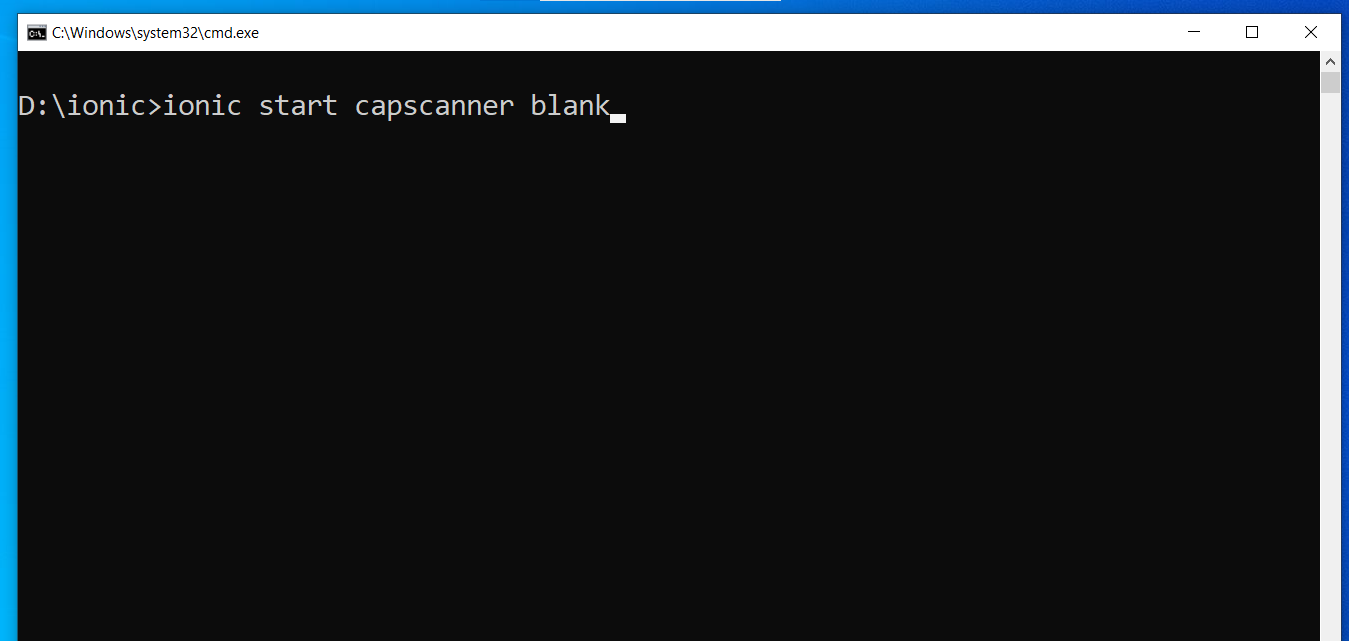 C:\Windows\system32\cmd.exe
D:\ionic>ionic start capscanner blank